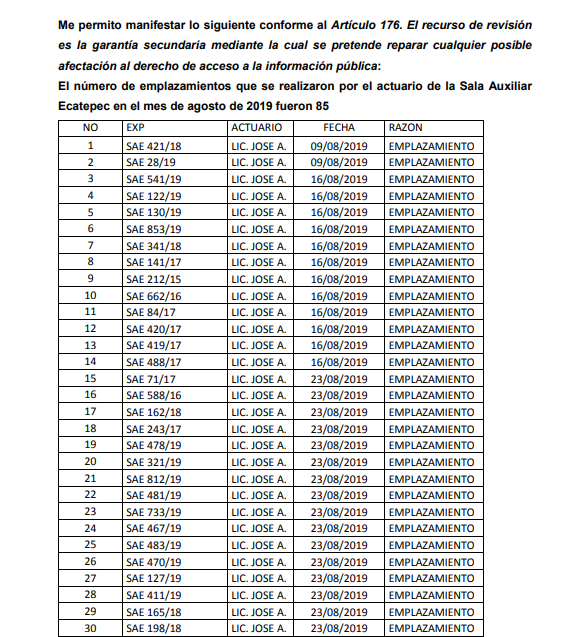 Me permito manifestar lo siguiente conforme al Artículo 176. El recurso de revisión
es la garantía secundaria mediante la cual se pretende reparar cualquier posible
afectación al derecho de acceso a la información pública:
El número de emplazamientos que se realizaron por el actuario de la Sala Auxiliar
Ecatepec en el mes de agosto de 2019 fueron 85
NO EXP ACTUARIO FECHA RAZON
1 SAE 421/18 LIC. JOSE A. 09/08/2019 EMPLAZAMIENTO
2 SAE 28/19 LIC. JOSE A. 09/08/2019 EMPLAZAMIENTO
3 SAE 541/19 LIC. JOSE A. 16/08/2019 EMPLAZAMIENTO
4 SAE 122/19 LIC. JOSE A. 16/08/2019 EMPLAZAMIENTO
5 SAE 130/19 LIC. JOSE A. 16/08/2019 EMPLAZAMIENTO
6 SAE 853/19 LIC. JOSE A. 16/08/2019 EMPLAZAMIENTO
7 SAE 341/18 LIC. JOSE A. 16/08/2019 EMPLAZAMIENTO
8 SAE 141/17 LIC. JOSE A. 16/08/2019 EMPLAZAMIENTO
9 SAE 212/15 LIC. JOSE A. 16/08/2019 EMPLAZAMIENTO
10 SAE 662/16 LIC. JOSE A. 16/08/2019 EMPLAZAMIENTO
11 SAE 84/17 LIC. JOSE A. 16/08/2019 EMPLAZAMIENTO
12 SAE 420/17 LIC. JOSE A. 16/08/2019 EMPLAZAMIENTO
13 SAE 419/17 LIC. JOSE A. 16/08/2019 EMPLAZAMIENTO
14 SAE 488/17 LIC. JOSE A. 16/08/2019 EMPLAZAMIENTO
15 SAE 71/17 LIC. JOSE A. 23/08/2019 EMPLAZAMIENTO
16 SAE 588/16 LIC. JOSE A. 23/08/2019 EMPLAZAMIENTO
17 SAE 162/18 LIC. JOSE A. 23/08/2019 EMPLAZAMIENTO
18 SAE 243/17 LIC. JOSE A. 23/08/2019 EMPLAZAMIENTO
19 SAE 478/19 LIC. JOSE A. 23/08/2019 EMPLAZAMIENTO
20 SAE 321/19 LIC. JOSE A. 23/08/2019 EMPLAZAMIENTO
21 SAE 812/19 LIC. JOSE A. 23/08/2019 EMPLAZAMIENTO
22 SAE 481/19 LIC. JOSE A. 23/08/2019 EMPLAZAMIENTO
23 SAE 733/19 LIC. JOSE A. 23/08/2019 EMPLAZAMIENTO
24 SAE 467/19 LIC. JOSE A. 23/08/2019 EMPLAZAMIENTO
25 SAE 483/19 LIC. JOSE A. 23/08/2019 EMPLAZAMIENTO
26 SAE 470/19 LIC. JOSE A. 23/08/2019 EMPLAZAMIENTO
27 SAE 127/19 LIC. JOSE A. 23/08/2019 EMPLAZAMIENTO
28 SAE 411/19 LIC. JOSE A. 23/08/2019 EMPLAZAMIENTO
29 SAE 165/18 LIC. JOSE A. 23/08/2019 EMPLAZAMIENTO
30 SAE 198/18 LIC. JOSE A. 23/08/2019 EMPLAZAMIENTO